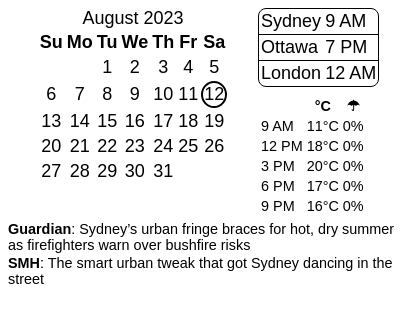 August 2023
Su Mo Tu We Th Fr Sa
1 2 3 4 5
6 7 8 9 10 11 12
13 14 15 16 17 18 19
20 21 22 23 24 25 26
27 28 29 30 31
Sydney 9 AM
Ottawa 7 PM
London 12 AM
°C ☂
9 AM 11°C 0%
12 PM 18°C 0%
3 PM 20°C 0%
6 PM 17°C 0%
9 PM 16°C 0%
Guardian: Sydney’s urban fringe braces for hot, dry summer
as firefighters warn over bushfire risks
SMH: The smart urban tweak that got Sydney dancing in the
street